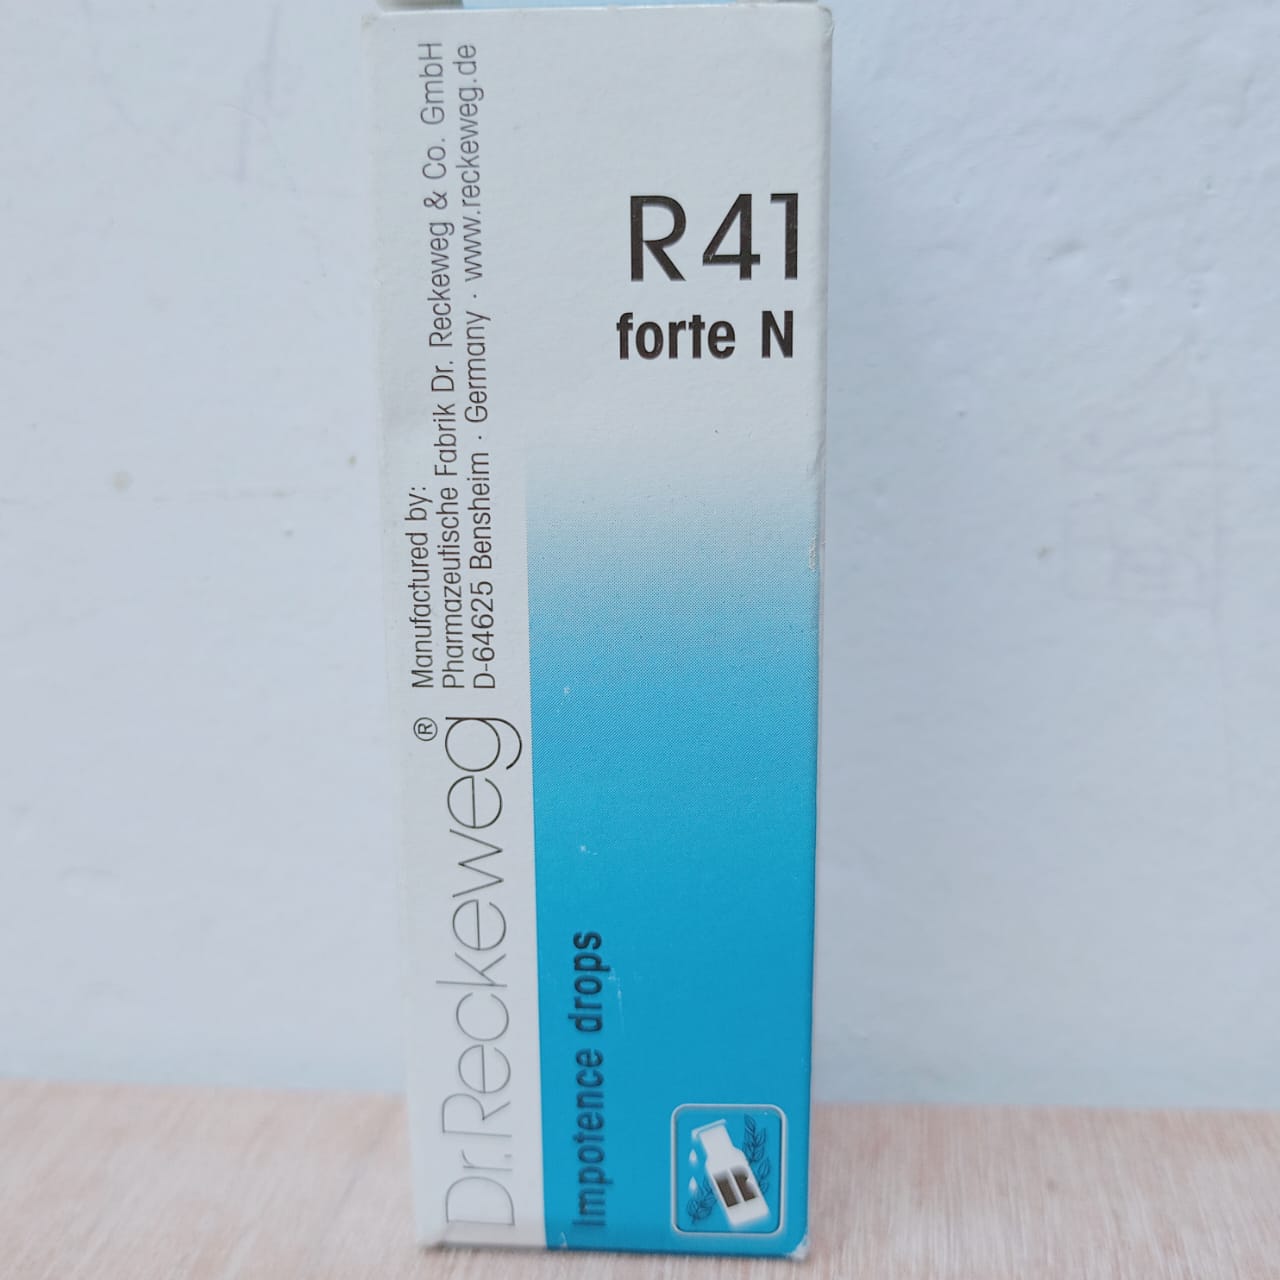 R41
forte N
Manufactured by:
Pharmazeutische Fabrik Dr. Reckeweg & Co. GmbH
D-64625 Bensheim · Germany · www.reckeweg.de
Dr.Reckeweg®
Impotence drops
R